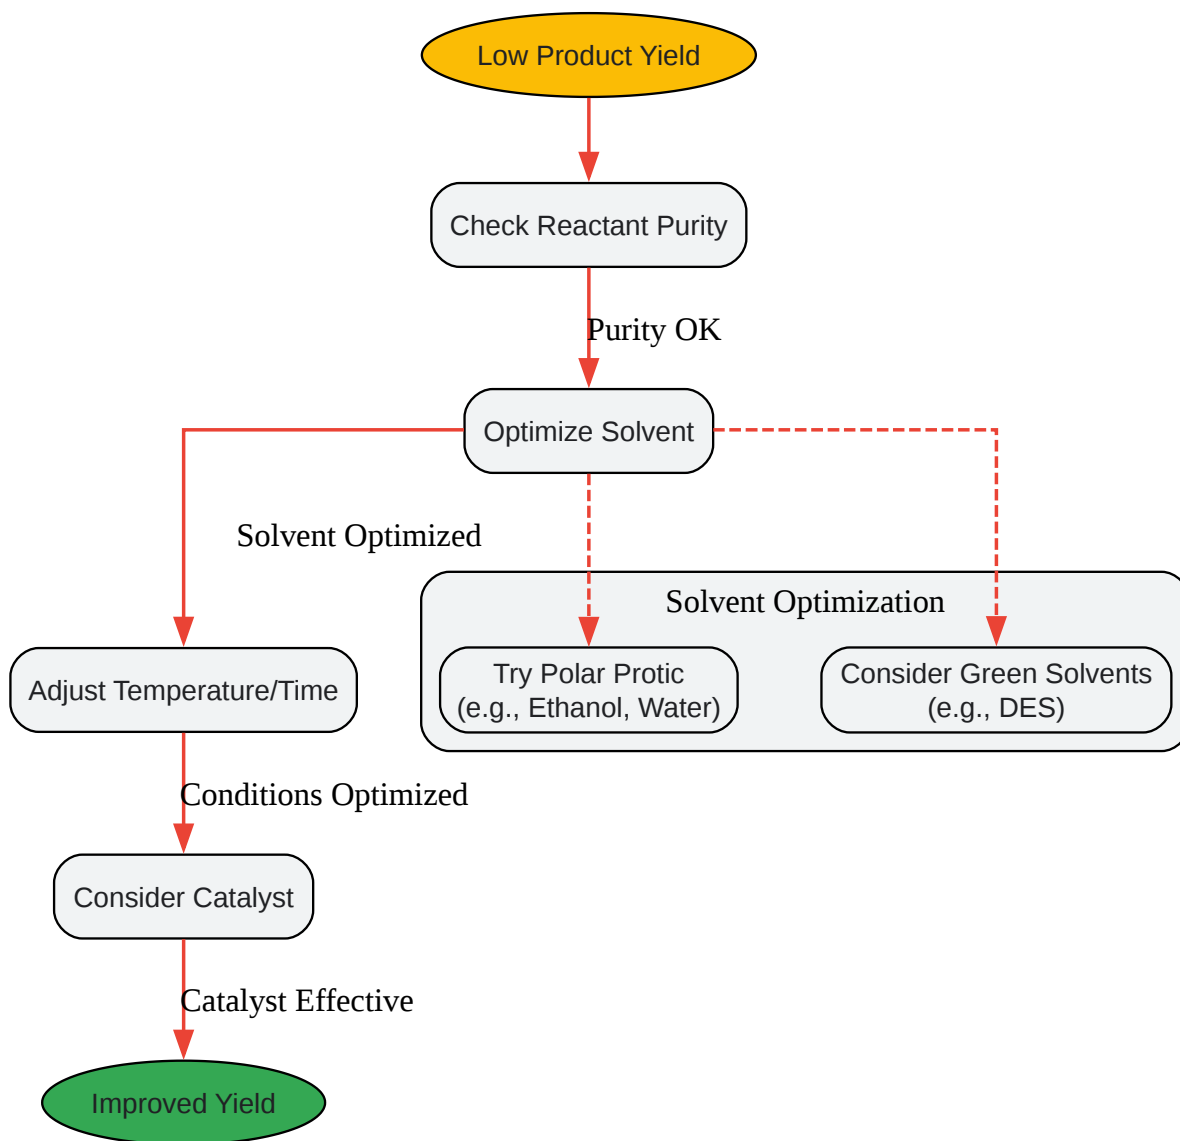 Low Product Yield
Check Reactant Purity
Purity OK
Optimize Solvent
Solvent Optimized
Solvent Optimization
Adjust Temperature/Time
Try Polar Protic
(e.g., Ethanol, Water)
Consider Green Solvents
(e.g., DES)
Conditions Optimized
Consider Catalyst
Catalyst Effective
Improved Yield